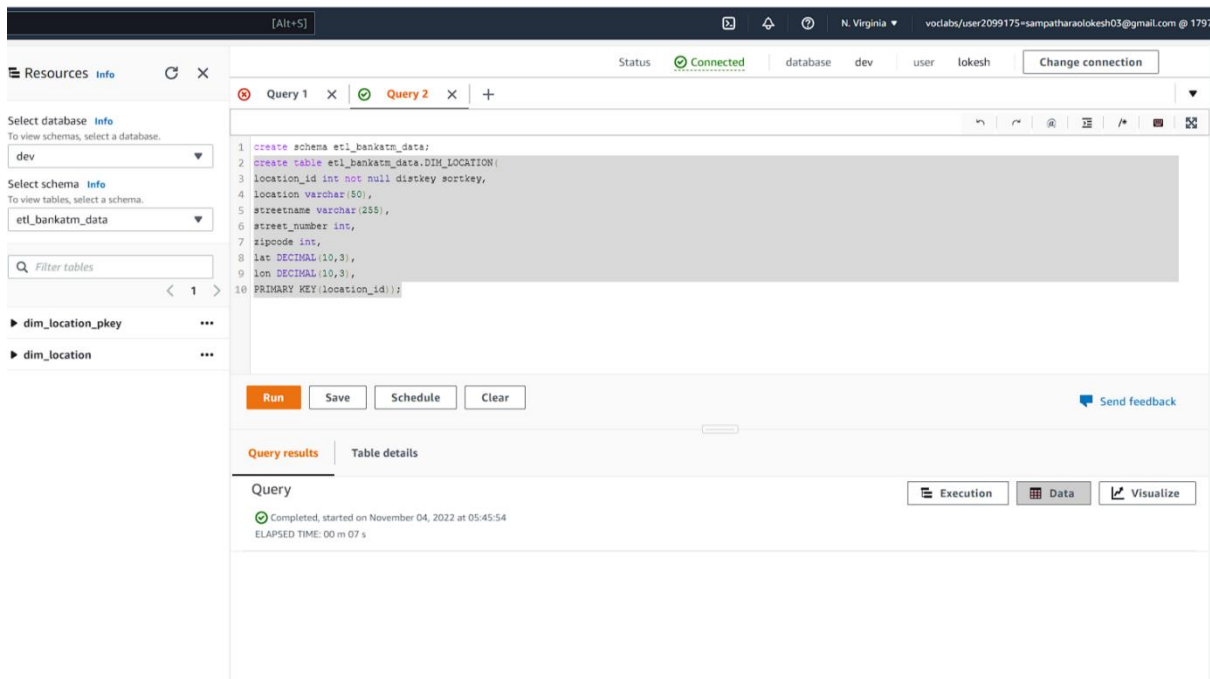 [Alt+S]
N. Virginia ▼
voclabs/user2099175=sampatharaolokesh03@gmail.com @ 1797
Resources Info
Status Connected database dev user lokesh Change connection
Query 1 Query 2
Select database Info
To view schemas, select a database.
dev
Select schema Info
To view tables, select a schema.
etl_bankatm_data
Filter tables
1
dim_location_pkey
dim_location
1 create schema etl_bankatm_data;
2 create table etl_bankatm_data.DIM_LOCATION(
3 location_id int not null distkey sortkey,
4 location varchar(50),
5 streetname varchar(255),
6 street_number int,
7 zipcode int,
8 lat DECIMAL(10,3),
9 lon DECIMAL(10,3),
10 PRIMARY KEY(location_id));
Run Save Schedule Clear
Send feedback
Query results Table details
Query
Execution Data Visualize
Completed, started on November 04, 2022 at 05:45:54
ELAPSED TIME: 00 m 07 s